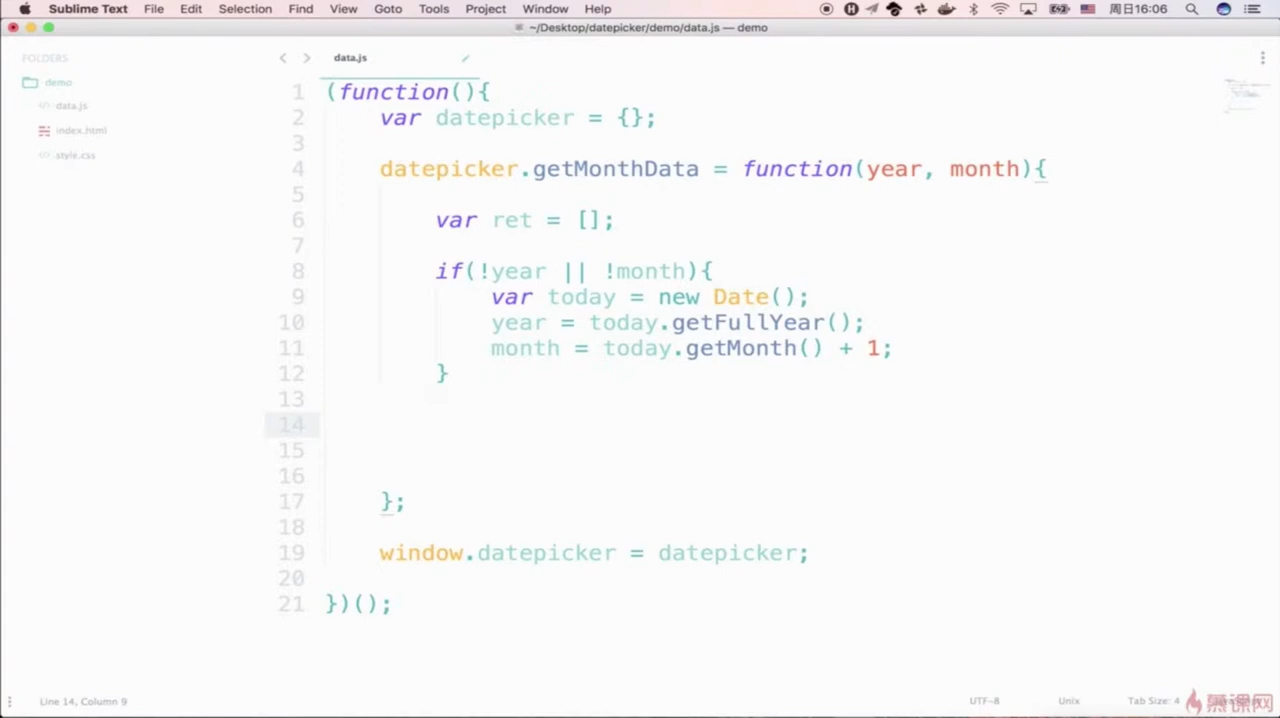 Sublime Text File Edit Selection Find View Goto Tools Project Window Help 周日16:06
~/Desktop/datepicker/demo/data.js — demo
FOLDERS
demo
data.js
index.html
style.css
data.js
1 (function(){
2 var datepicker = {};
3
4 datepicker.getMonthData = function(year, month){
5
6 var ret = [];
7
8 if(!year || !month){
9 var today = new Date();
10 year = today.getFullYear();
11 month = today.getMonth() + 1;
12 }
13
14
15
16
17 };
18
19 window.datepicker = datepicker;
20
21 })();
Line 14, Column 9 UTF-8 Unix Tab Size: 4
慕课网